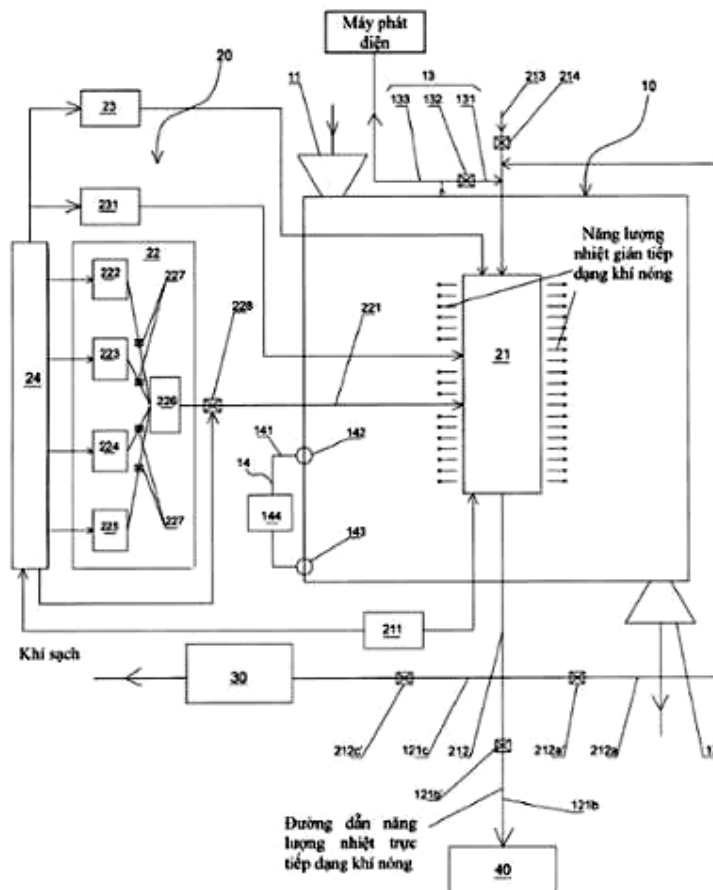 Máy phát
điện
20
11
13
213
10
23
133
132
131
214
231
Năng lượng
nhiệt gián tiếp
dạng khí nóng
22
222
227
228
221
21
24
223
226
141
142
224
14
144
225
227
143
211
Khí sạch
30
212c'
121c
212
212a'
212a
121b'
121b
Đường dẫn năng
lượng nhiệt trực
tiếp dạng khí nóng
40